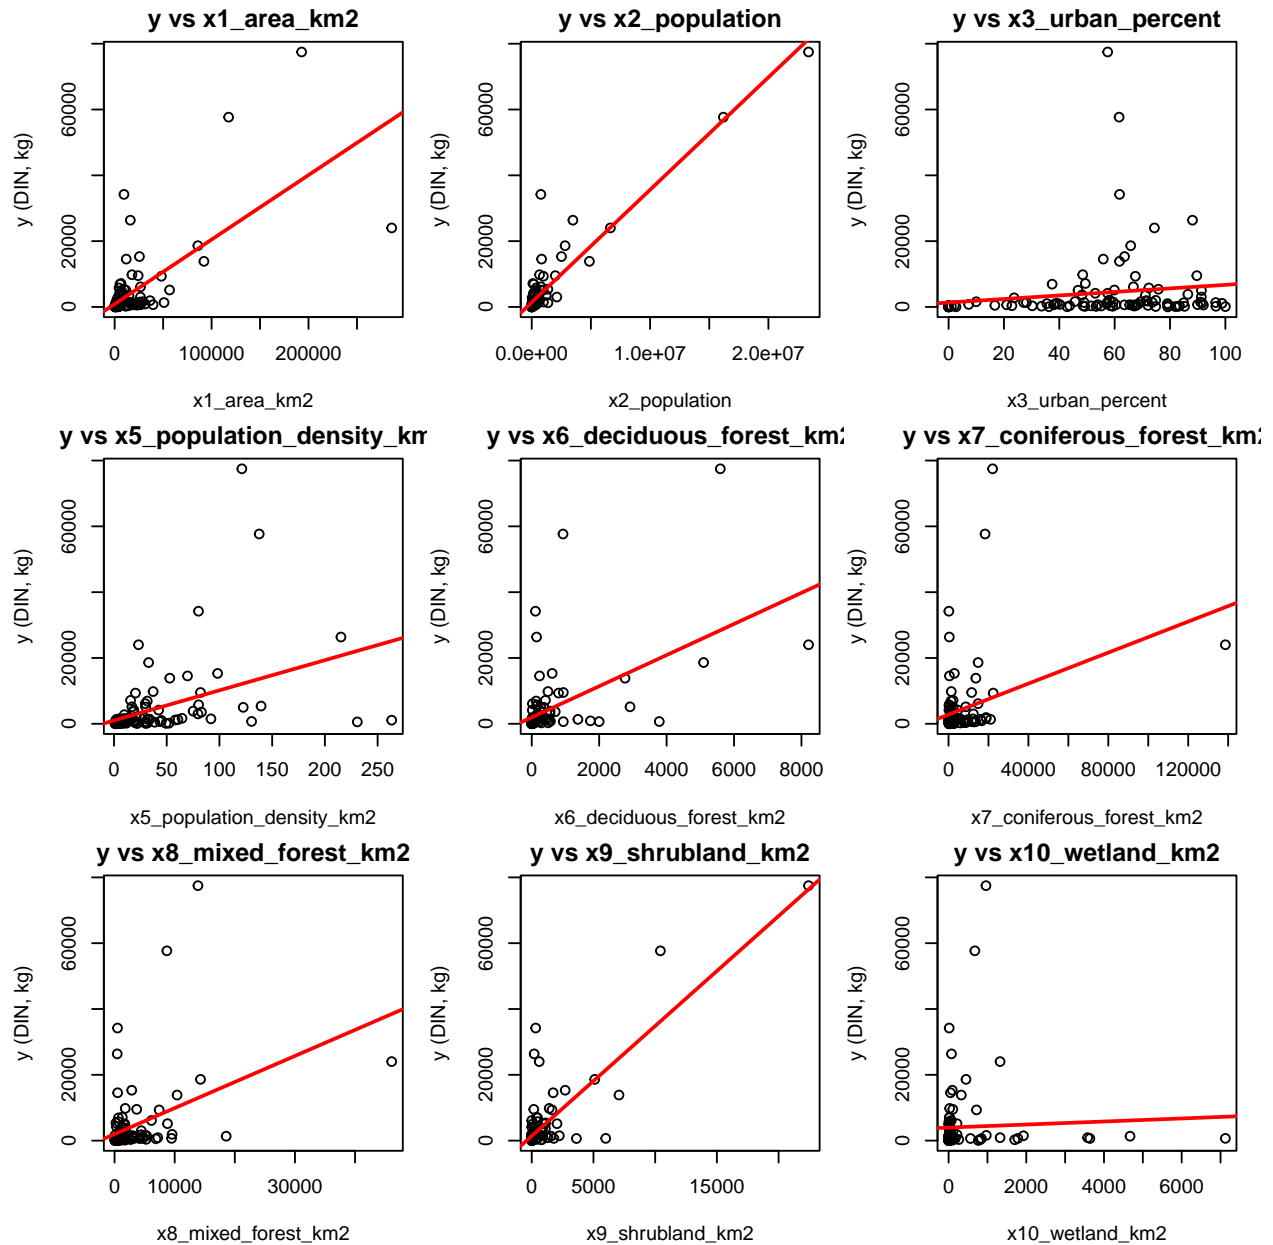 y vs x1_area_km2
y (DIN, kg)
0 20000 60000
0 100000 200000
x1_area_km2
y vs x2_population
y (DIN, kg)
0 20000 60000
0.0e+00 1.0e+07 2.0e+07
x2_population
y vs x3_urban_percent
y (DIN, kg)
0 20000 60000
0 20 40 60 80 100
x3_urban_percent
y vs x5_population_density_km
y (DIN, kg)
0 20000 60000
0 50 100 150 200 250
x5_population_density_km2
y vs x6_deciduous_forest_km2
y (DIN, kg)
0 20000 60000
0 2000 4000 6000 8000
x6_deciduous_forest_km2
y vs x7_coniferous_forest_km2
y (DIN, kg)
0 20000 60000
0 40000 80000 120000
x7_coniferous_forest_km2
y vs x8_mixed_forest_km2
y (DIN, kg)
0 20000 60000
0 10000 30000
x8_mixed_forest_km2
y vs x9_shrubland_km2
y (DIN, kg)
0 20000 60000
0 5000 15000
x9_shrubland_km2
y vs x10_wetland_km2
y (DIN, kg)
0 20000 60000
0 2000 4000 6000
x10_wetland_km2